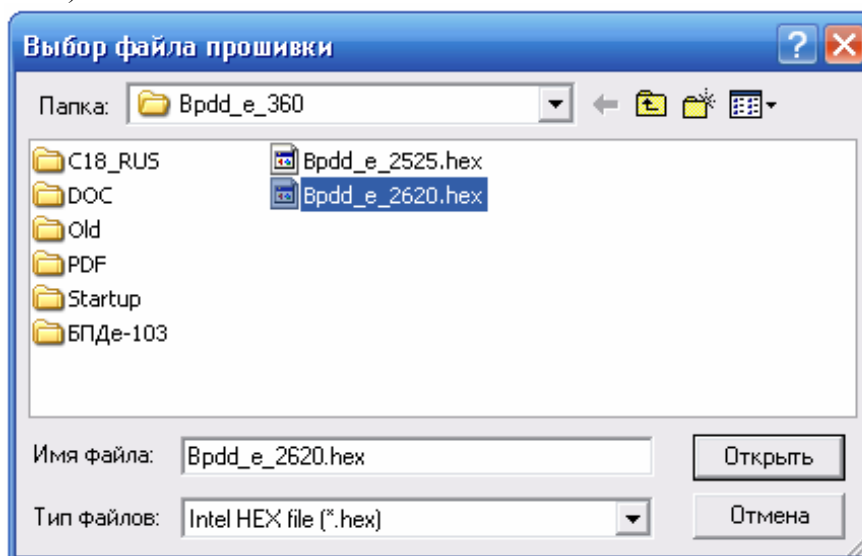 Выбор файла прошивки
Папка: Bpdd_e_360
C18_RUS
DOC
Old
PDF
Startup
БПДе-103
Bpdd_e_2525.hex
Bpdd_e_2620.hex
Имя файла: Bpdd_e_2620.hex
Открыть
Тип файлов: Intel HEX file (*.hex)
Отмена